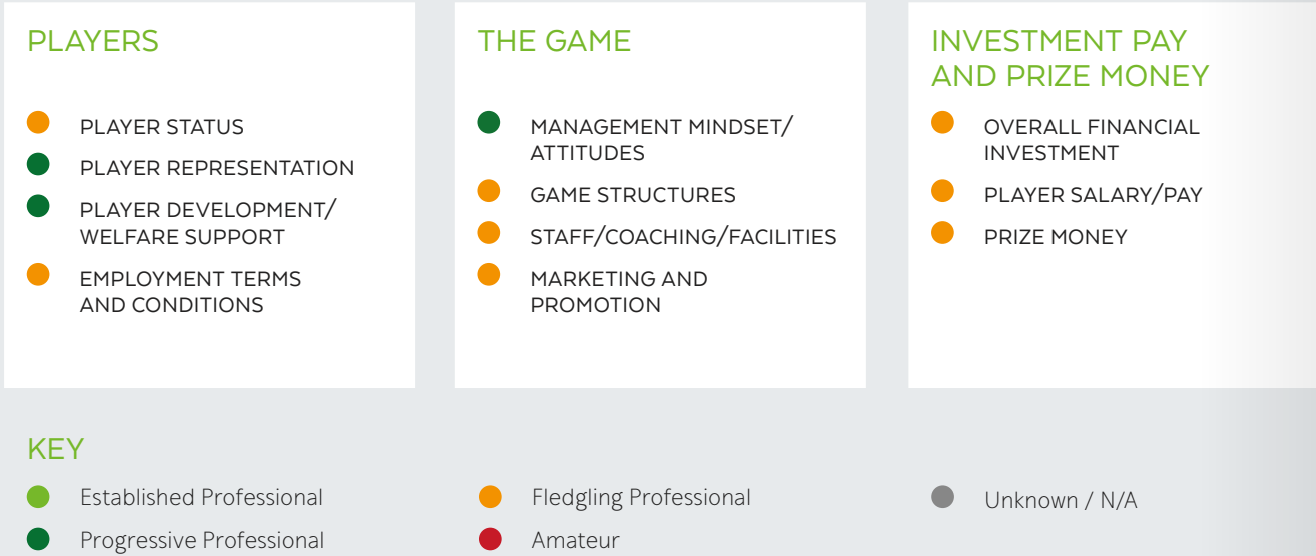 PLAYERS
PLAYER STATUS
PLAYER REPRESENTATION
PLAYER DEVELOPMENT/
WELFARE SUPPORT
EMPLOYMENT TERMS
AND CONDITIONS
THE GAME
MANAGEMENT MINDSET/
ATTITUDES
GAME STRUCTURES
STAFF/COACHING/FACILITIES
MARKETING AND
PROMOTION
INVESTMENT PAY
AND PRIZE MONEY
OVERALL FINANCIAL
INVESTMENT
PLAYER SALARY/PAY
PRIZE MONEY
KEY
Established Professional
Progressive Professional
Fledgling Professional
Amateur
Unknown / N/A